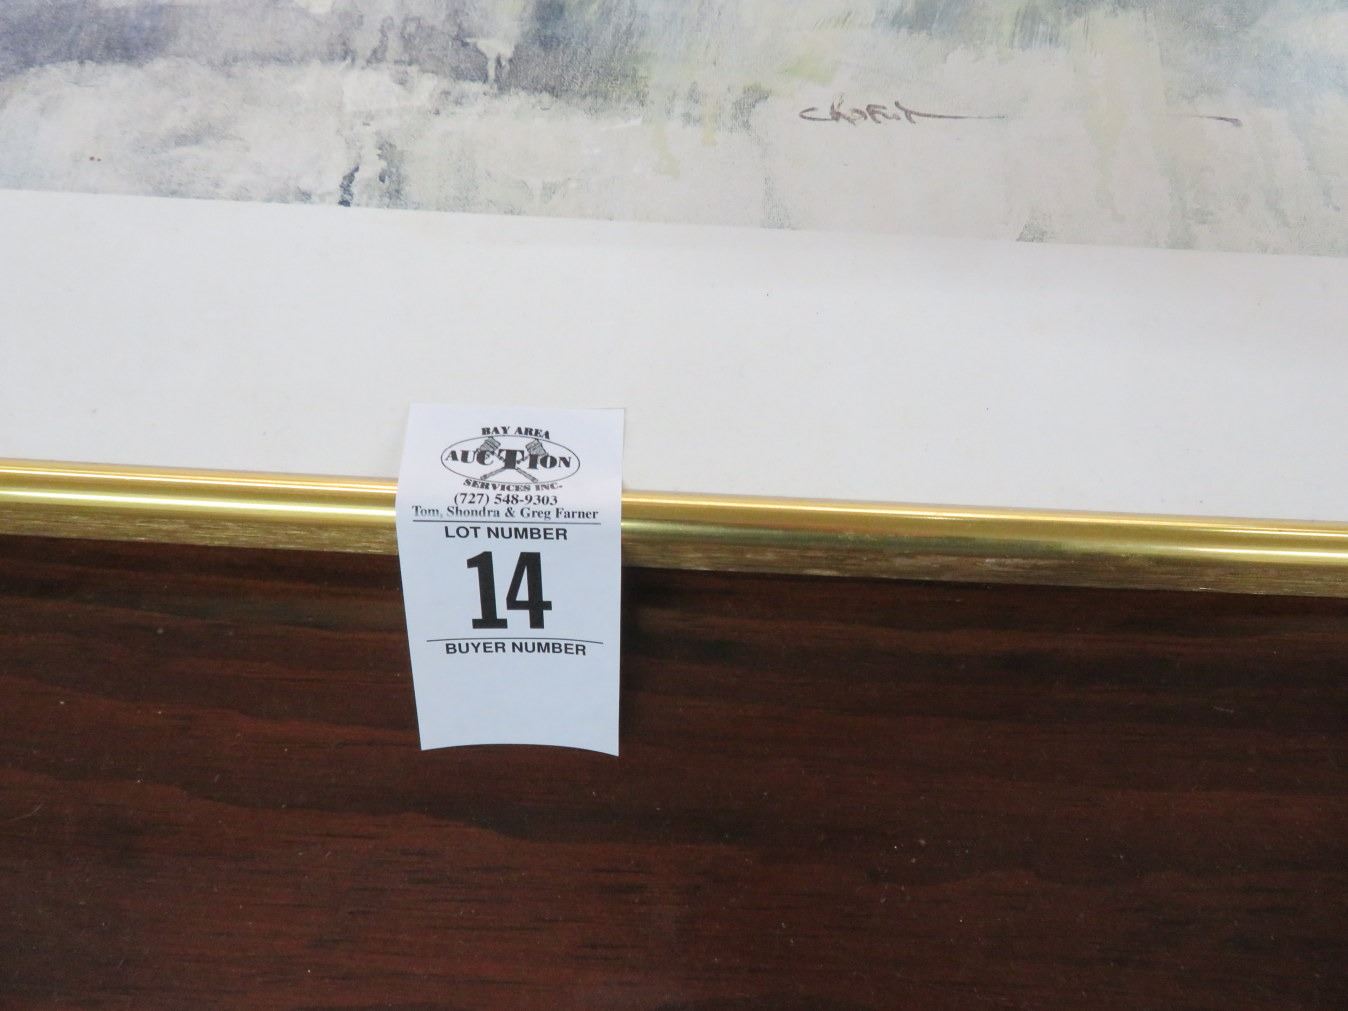 BAY AREA
AUCTION
SERVICES INC.
(727) 548-9303
Tom, Shondra & Greg Farner
LOT NUMBER
14
BUYER NUMBER